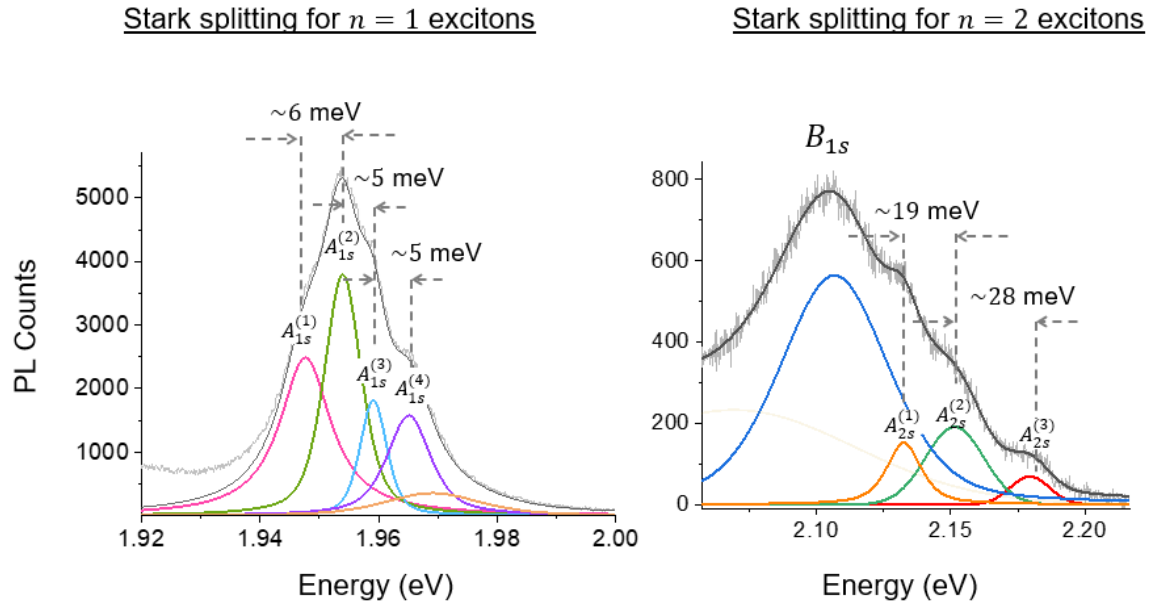 Stark splitting for n = 1 excitons
~6 meV
~5 meV
~5 meV
A_{1s}^{(1)}
A_{1s}^{(2)}
A_{1s}^{(3)}
A_{1s}^{(4)}
PL Counts
5000
4000
3000
2000
1000
1.92
1.94
1.96
1.98
2.00
Energy (eV)
Stark splitting for n = 2 excitons
B_{1s}
~19 meV
~28 meV
A_{2s}^{(1)}
A_{2s}^{(2)}
A_{2s}^{(3)}
800
600
400
200
0
2.10
2.15
2.20
Energy (eV)